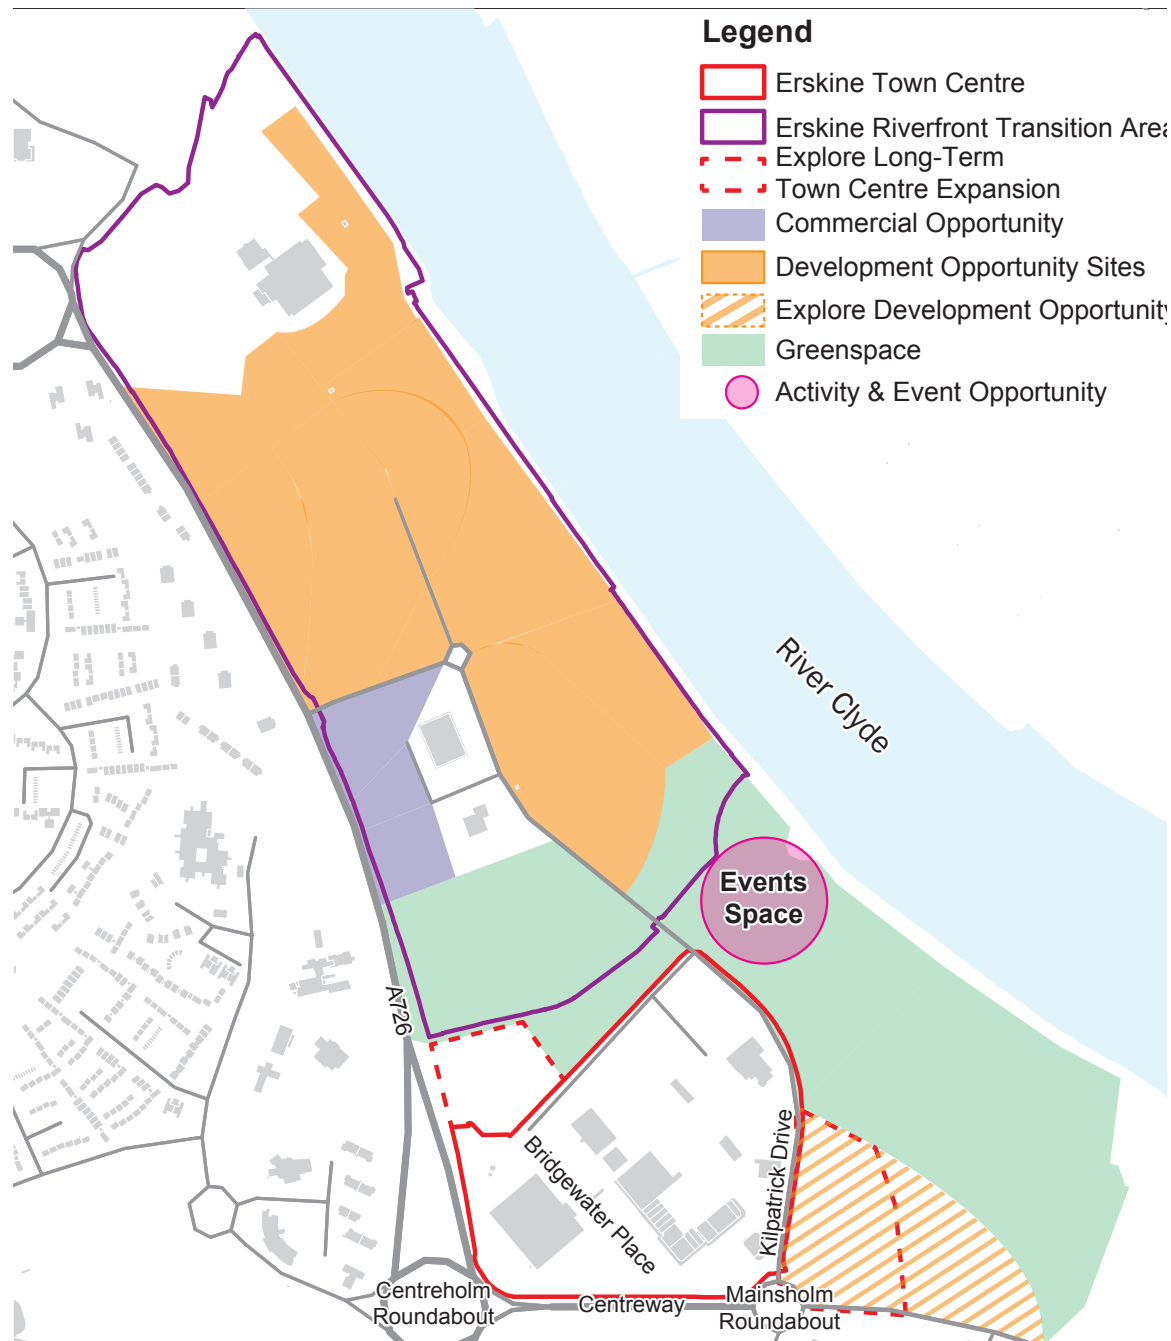 Legend
Erskine Town Centre
Erskine Riverfront Transition Area
Explore Long-Term
Town Centre Expansion
Commercial Opportunity
Development Opportunity Sites
Explore Development Opportunity
Greenspace
Activity & Event Opportunity
River Clyde
Events
Space
A726
Bridgewater Place
Kilpatrick Drive
Centreholm
Roundabout
Centreway
Mainsholm
Roundabout